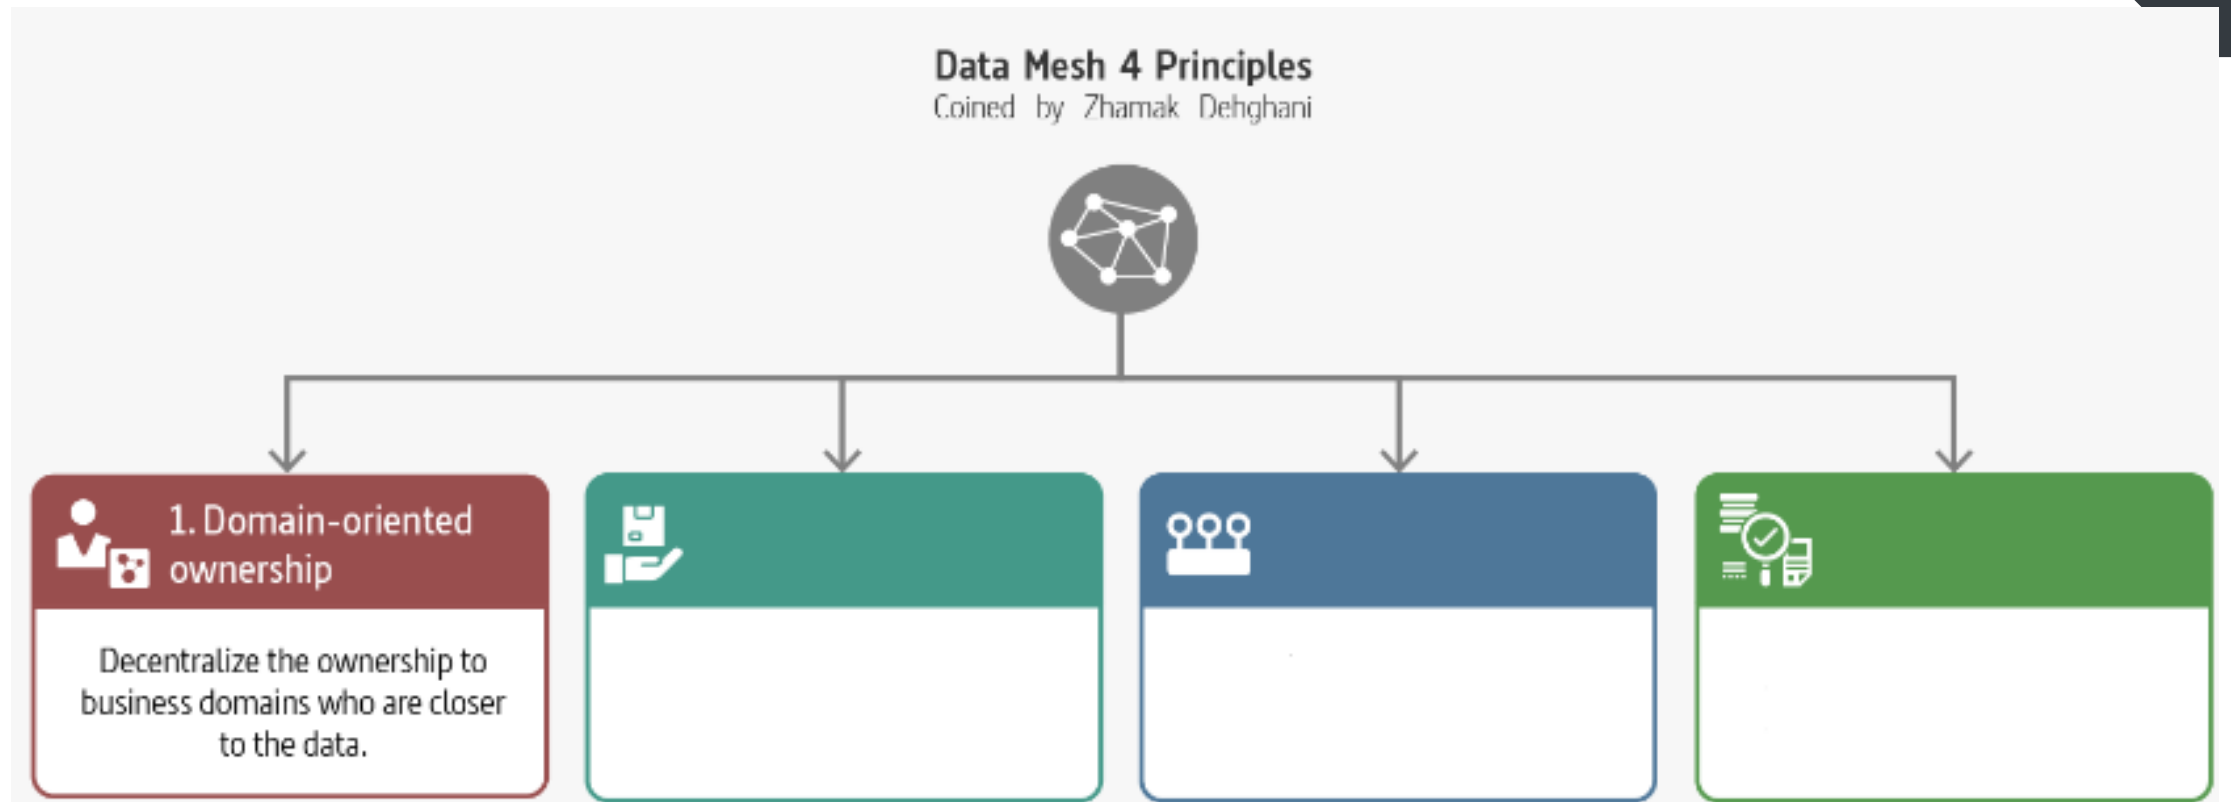 Data Mesh 4 Principles
Coined by Zhamak Dehghani
1. Domain-oriented
ownership
Decentralize the ownership to
business domains who are closer
to the data.